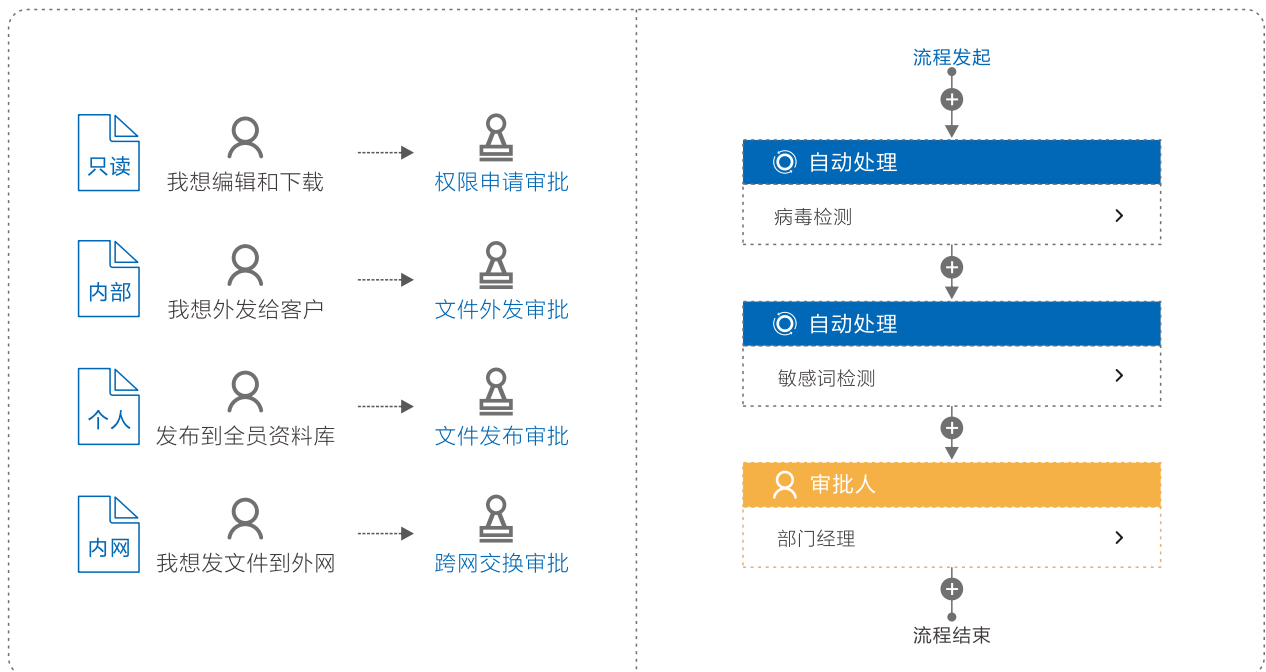 只读
我想编辑和下载
权限申请审批
内部
我想外发给客户
文件外发审批
个人
发布到全员资料库
文件发布审批
内网
我想发文件到外网
跨网交换审批
流程发起
自动处理
病毒检测
自动处理
敏感词检测
审批人
部门经理
流程结束